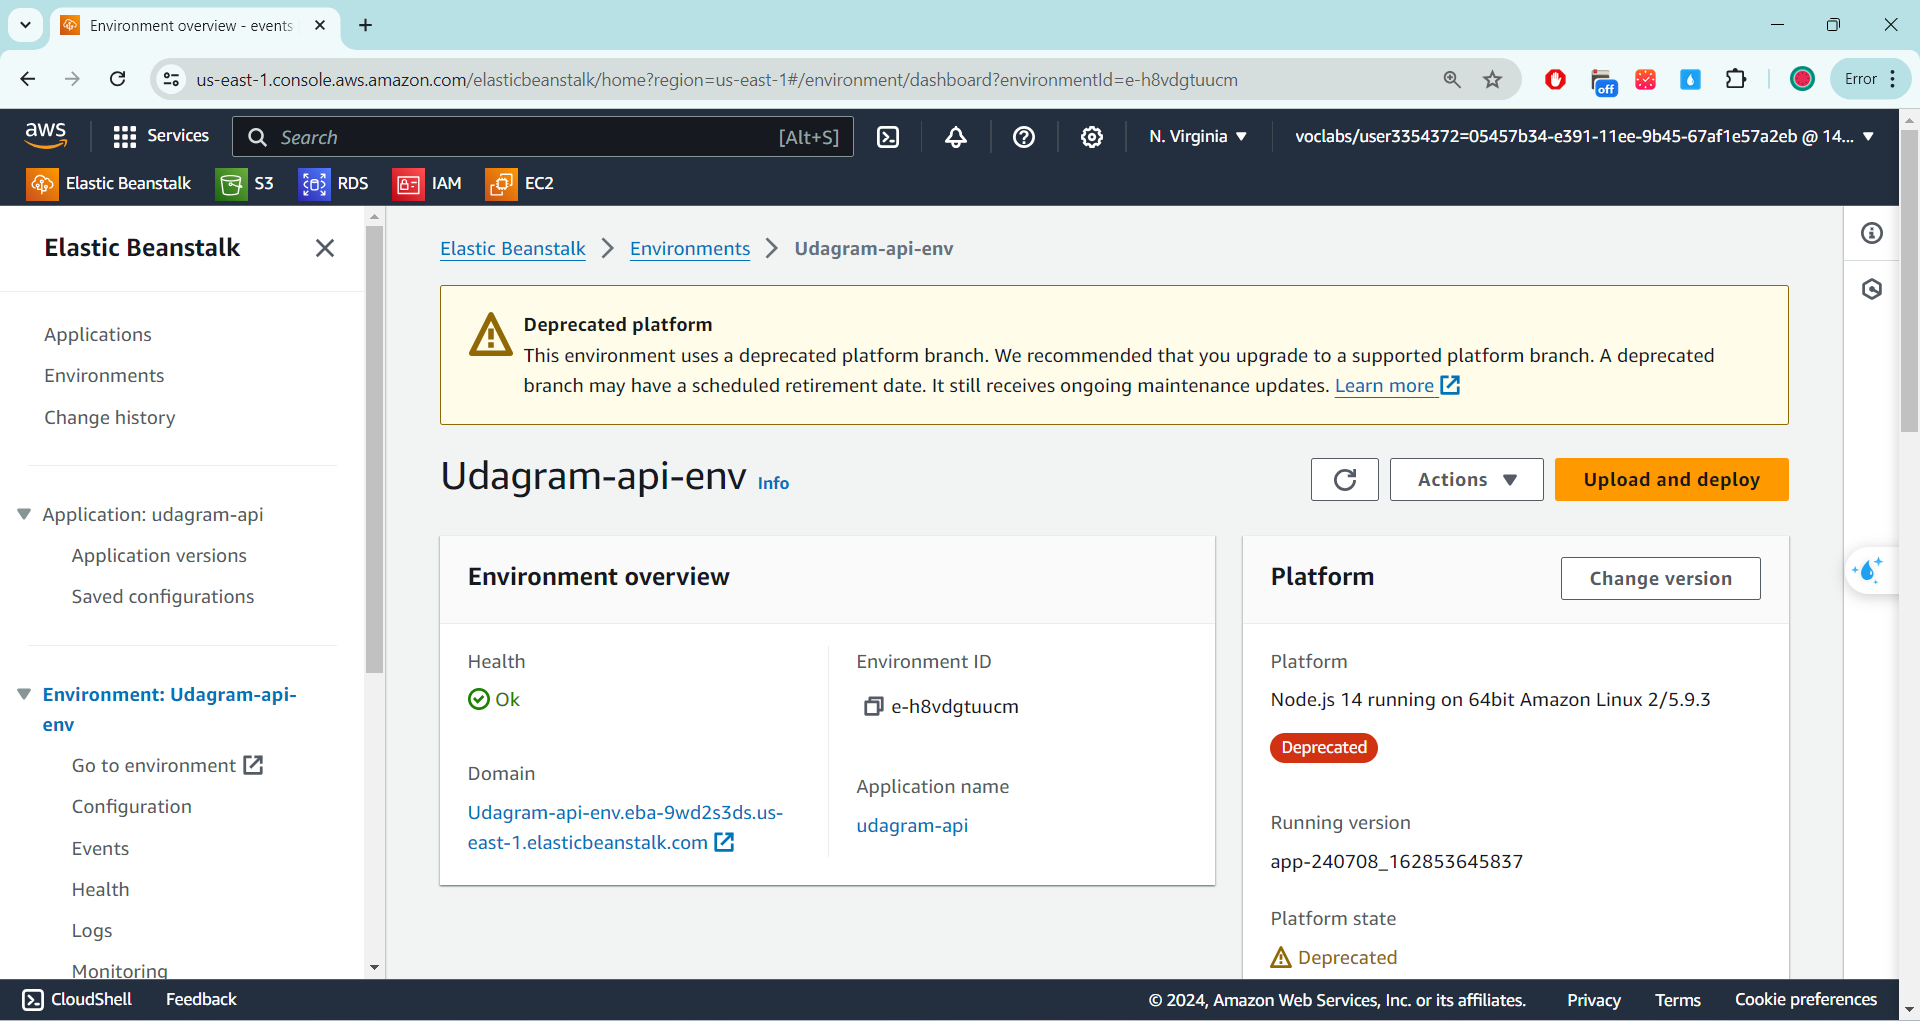 Environment overview - events
us-east-1.console.aws.amazon.com/elasticbeanstalk/home?region=us-east-1#/environment/dashboard?environmentId=e-h8vdgtuucm
off
Error
aws
Services
Search
[Alt+S]
N. Virginia
voclabs/user3354372=05457b34-e391-11ee-9b45-67af1e57a2eb @ 14...
Elastic Beanstalk
S3
RDS
IAM
EC2
Elastic Beanstalk
Applications
Environments
Change history
Application: udagram-api
Application versions
Saved configurations
Environment: Udagram-api-
env
Go to environment
Configuration
Events
Health
Logs
Monitoring
Elastic Beanstalk
Environments
Udagram-api-env
Deprecated platform
This environment uses a deprecated platform branch. We recommended that you upgrade to a supported platform branch. A deprecated
branch may have a scheduled retirement date. It still receives ongoing maintenance updates. Learn more
Udagram-api-env Info
Actions
Upload and deploy
Environment overview
Health
Ok
Domain
Udagram-api-env.eba-9wd2s3ds.us-
east-1.elasticbeanstalk.com
Environment ID
e-h8vdgtuucm
Application name
udagram-api
Platform
Change version
Platform
Node.js 14 running on 64bit Amazon Linux 2/5.9.3
Deprecated
Running version
app-240708_162853645837
Platform state
Deprecated
CloudShell
Feedback
© 2024, Amazon Web Services, Inc. or its affiliates.
Privacy
Terms
Cookie preferences